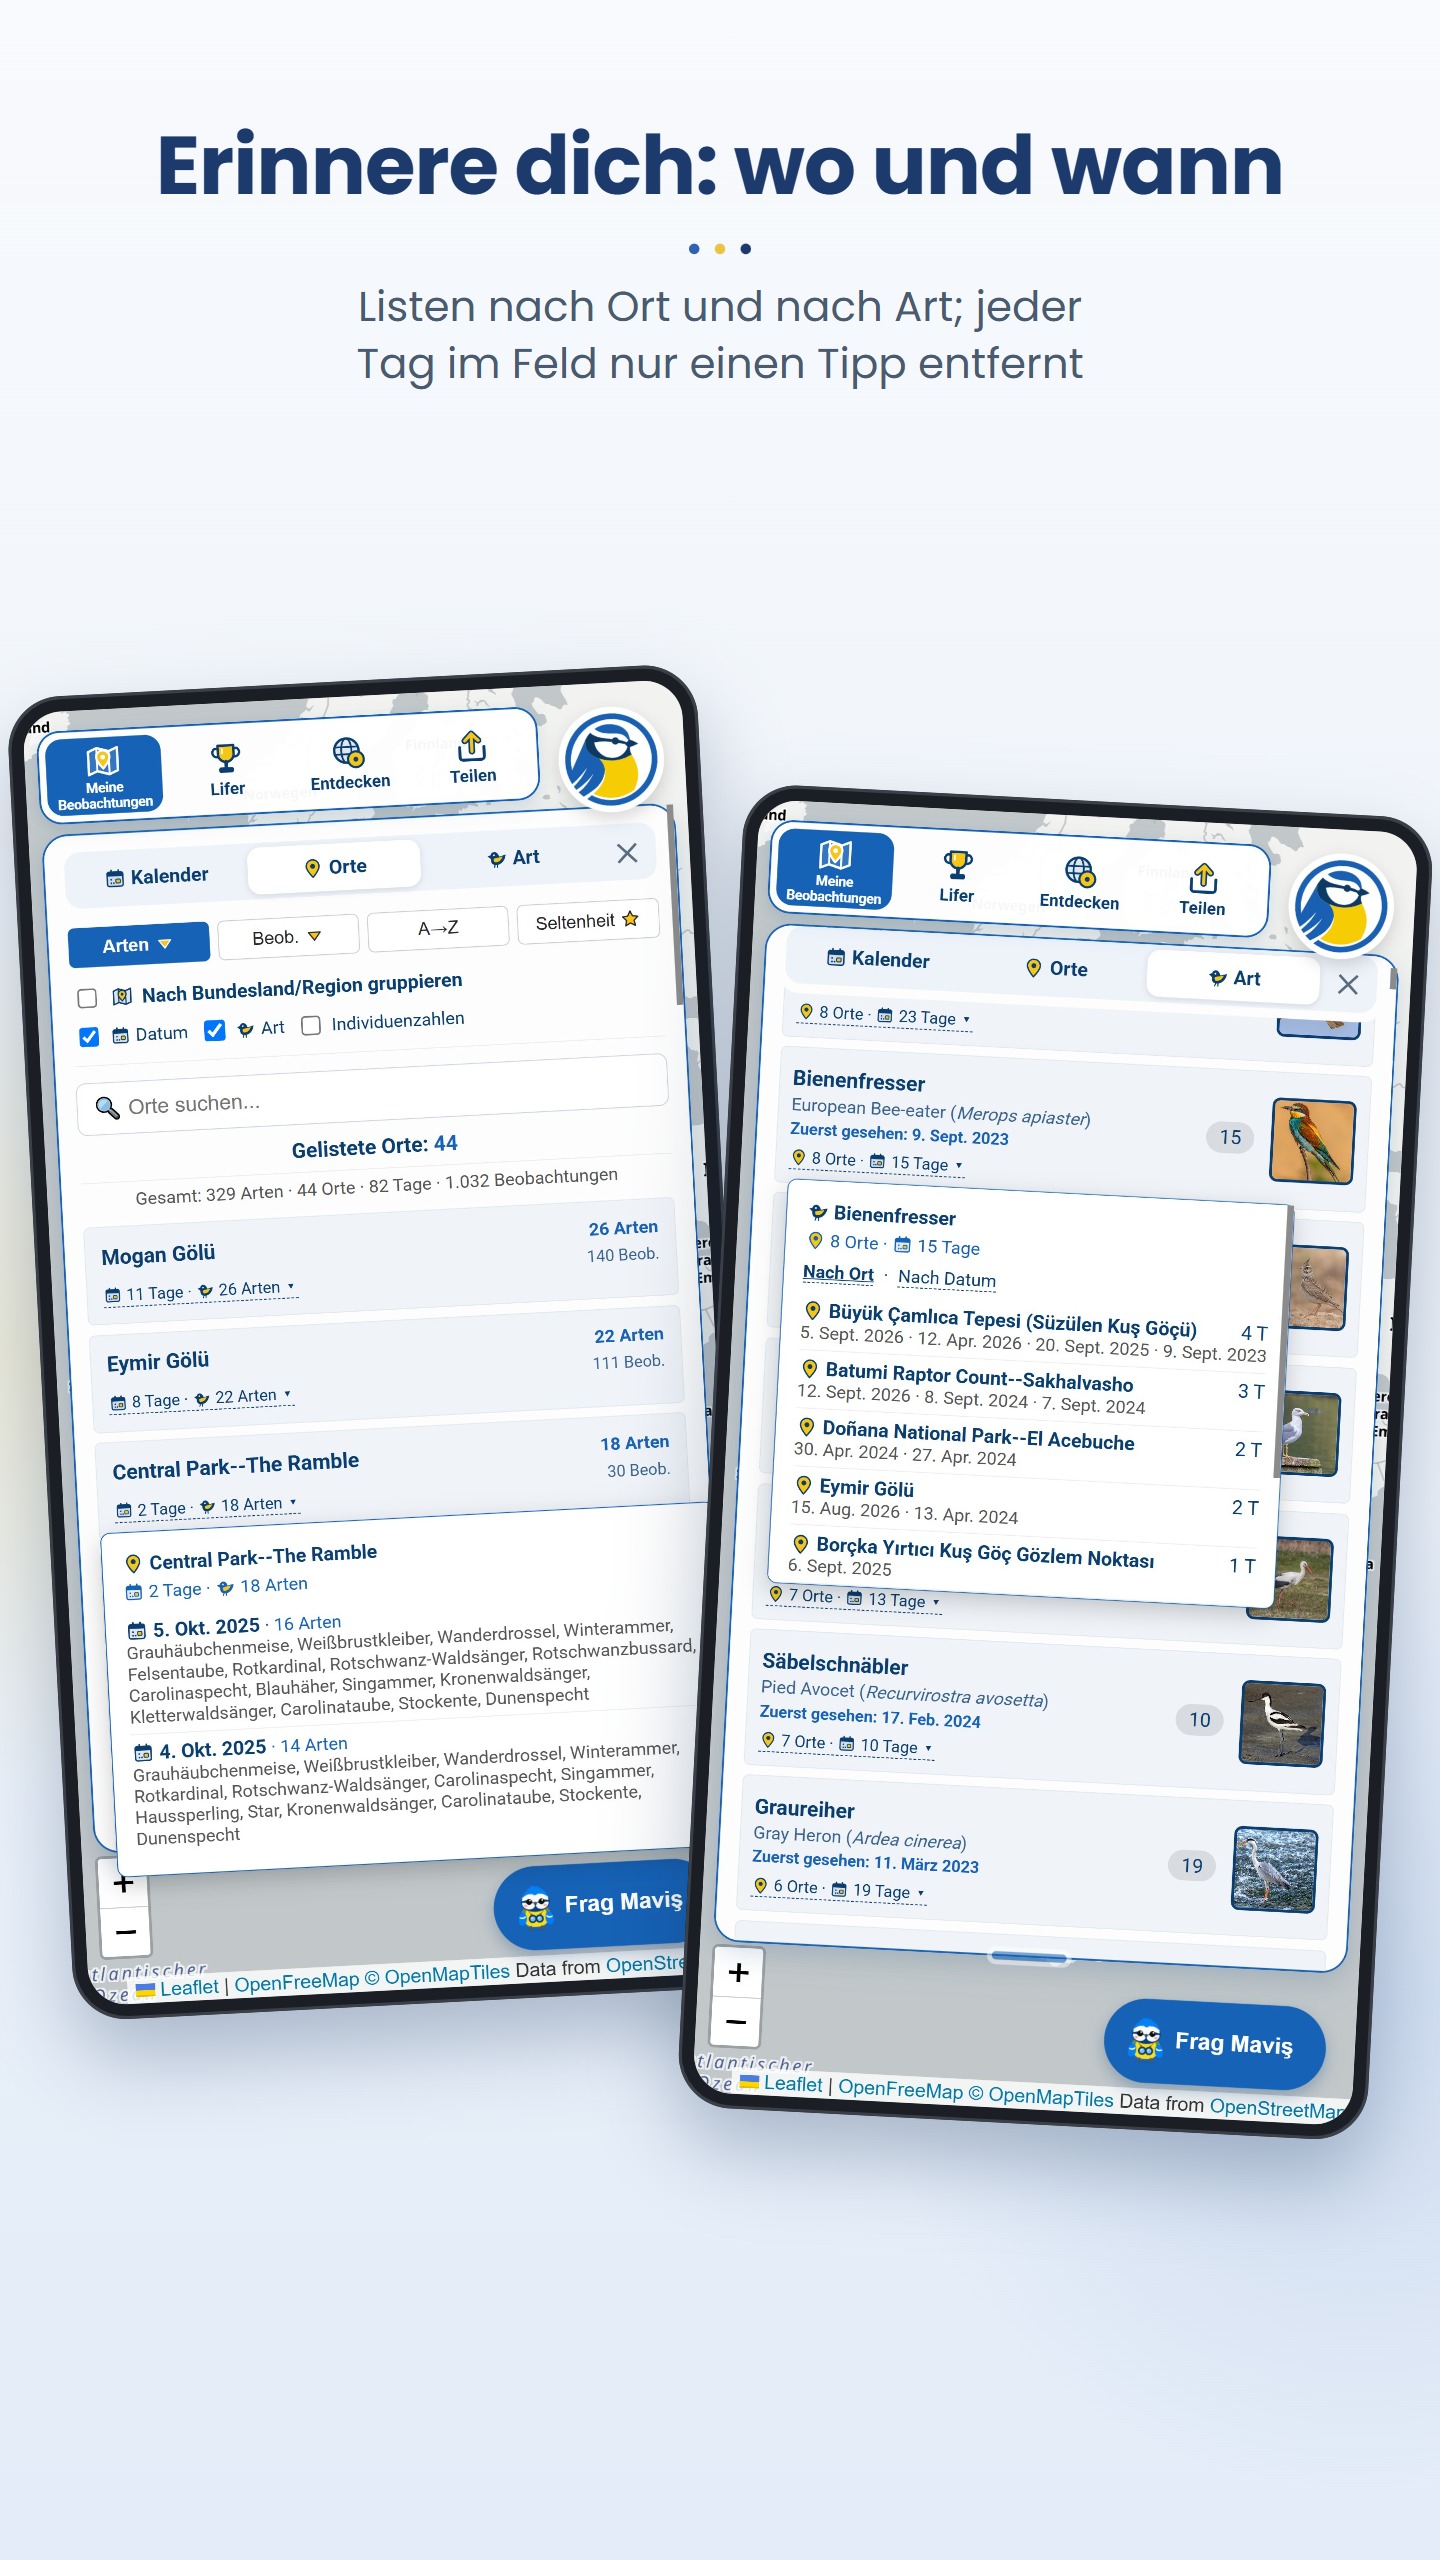 Erinnere dich: wo und wann
Listen nach Ort und nach Art; jeder
Tag im Feld nur einen Tipp entfernt
Meine
Beobachtungen
Lifer
Entdecken
Teilen
Kalender
Orte
Art
Arten
Beob.
A→Z
Seltenheit
Nach Bundesland/Region gruppieren
Datum
Art
Individuenzahlen
Orte suchen...
Gelistete Orte: 44
Gesamt: 329 Arten · 44 Orte · 82 Tage · 1.032 Beobachtungen
Mogan Gölü
26 Arten
140 Beob.
11 Tage · 26 Arten
Eymir Gölü
22 Arten
111 Beob.
8 Tage · 22 Arten
Central Park--The Ramble
18 Arten
30 Beob.
2 Tage · 18 Arten
Central Park--The Ramble
2 Tage · 18 Arten
5. Okt. 2025 · 16 Arten
Grauhäubchenmeise, Weißbrustkleiber, Wanderdrossel, Winterammer,
Felsentaube, Rotkardinal, Rotschwanz-Waldsänger, Rotschwanzbussard,
Carolinaspecht, Blauhäher, Singammer, Kronenwaldsänger,
Kletterwaldsänger, Carolinataube, Stockente, Dunenspecht
4. Okt. 2025 · 14 Arten
Grauhäubchenmeise, Weißbrustkleiber, Wanderdrossel, Winterammer,
Rotkardinal, Rotschwanz-Waldsänger, Carolinaspecht, Singammer,
Haussperling, Star, Kronenwaldsänger, Carolinataube, Stockente,
Dunenspecht
+
−
Frag Maviş
tlantischer
Leaflet | OpenFreeMap © OpenMapTiles Data from OpenStre
Meine
Beobachtungen
Lifer
Entdecken
Teilen
Kalender
Orte
Art
8 Orte · 23 Tage
Bienenfresser
European Bee-eater (Merops apiaster)
Zuerst gesehen: 9. Sept. 2023
8 Orte · 15 Tage
15
Bienenfresser
8 Orte · 15 Tage
Nach Ort · Nach Datum
Büyük Çamlıca Tepesi (Süzülen Kuş Göçü) 4 T
5. Sept. 2026 · 12. Apr. 2026 · 20. Sept. 2025 · 9. Sept. 2023
Batumi Raptor Count--Sakhalvasho 3 T
12. Sept. 2026 · 8. Sept. 2024 · 7. Sept. 2024
Doñana National Park--El Acebuche 2 T
30. Apr. 2024 · 27. Apr. 2024
Eymir Gölü 2 T
15. Aug. 2026 · 13. Apr. 2024
Borçka Yırtıcı Kuş Göç Gözlem Noktası 1 T
6. Sept. 2025
7 Orte · 13 Tage
Säbelschnäbler
Pied Avocet (Recurvirostra avosetta)
Zuerst gesehen: 17. Feb. 2024
7 Orte · 10 Tage
10
Graureiher
Gray Heron (Ardea cinerea)
Zuerst gesehen: 11. März 2023
6 Orte · 19 Tage
19
+
−
Frag Maviş
tlantischer
Leaflet | OpenFreeMap © OpenMapTiles Data from OpenStreetMap